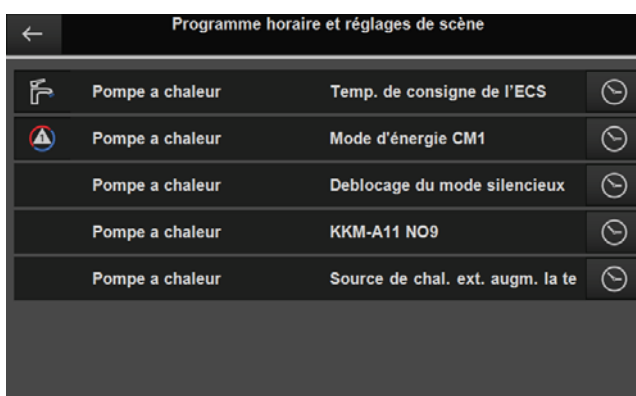 Programme horaire et réglages de scène
Pompe a chaleur Temp. de consigne de l'ECS
Pompe a chaleur Mode d'énergie CM1
Pompe a chaleur Deblocage du mode silencieux
Pompe a chaleur KKM-A11 NO9
Pompe a chaleur Source de chal. ext. augm. la te